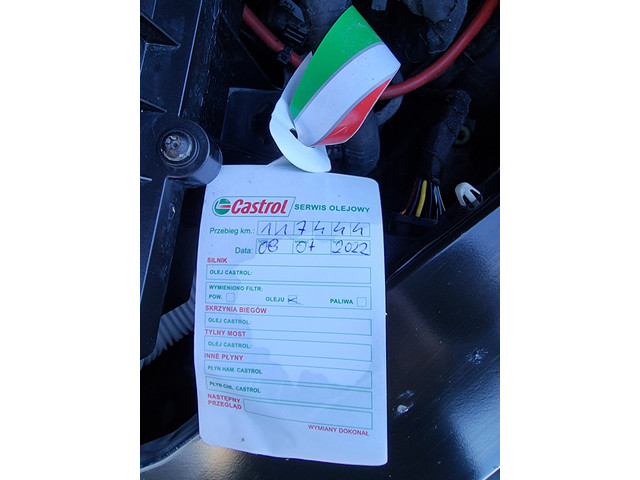 Castrol SERWIS OLEJOWY
Przebieg km.: 117444
Data: 08 07 2022
SILNIK
OLEJ CASTROL:
WYMIENIONO FILTR:
POW. OLEJU PALIWA
SKRZYNIA BIEGÓW
OLEJ CASTROL:
TYLNY MOST
OLEJ CASTROL:
INNE PŁYNY
PŁYN HAM. CASTROL
PŁYN CHŁ. CASTROL
NASTĘPNY
PRZEGLĄD
WYMIANY DOKONAŁ